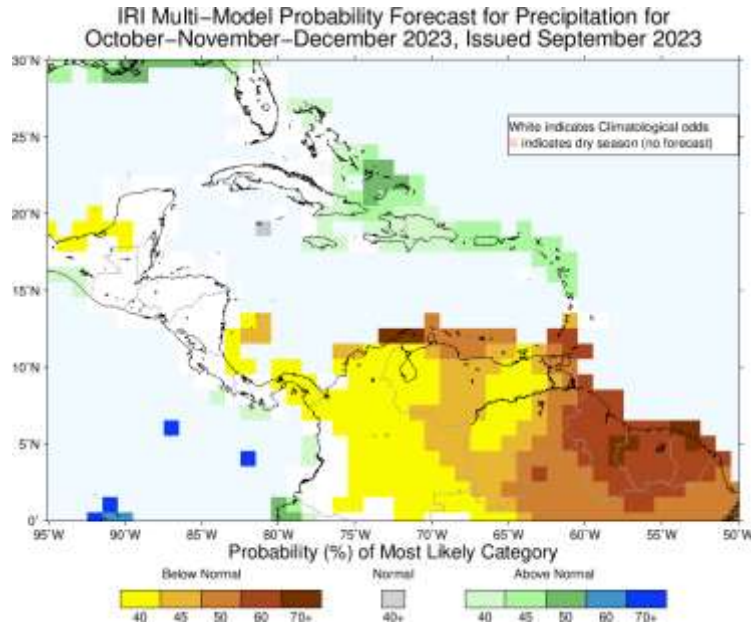 IRI Multi-Model Probability Forecast for Precipitation for
October-November-December 2023, Issued September 2023
30˚N
White indicates Climatological odds
indicates dry season (no forecast)
25˚N
20˚N
15˚N
10˚N
5˚N
0˚
95˚W 90˚W 85˚W 80˚W 75˚W 70˚W 65˚W 60˚W 55˚W 50˚W
Probability (%) of Most Likely Category
Below Normal Normal Above Normal
40 45 50 60 70+ 40+ 40 45 50 60 70+